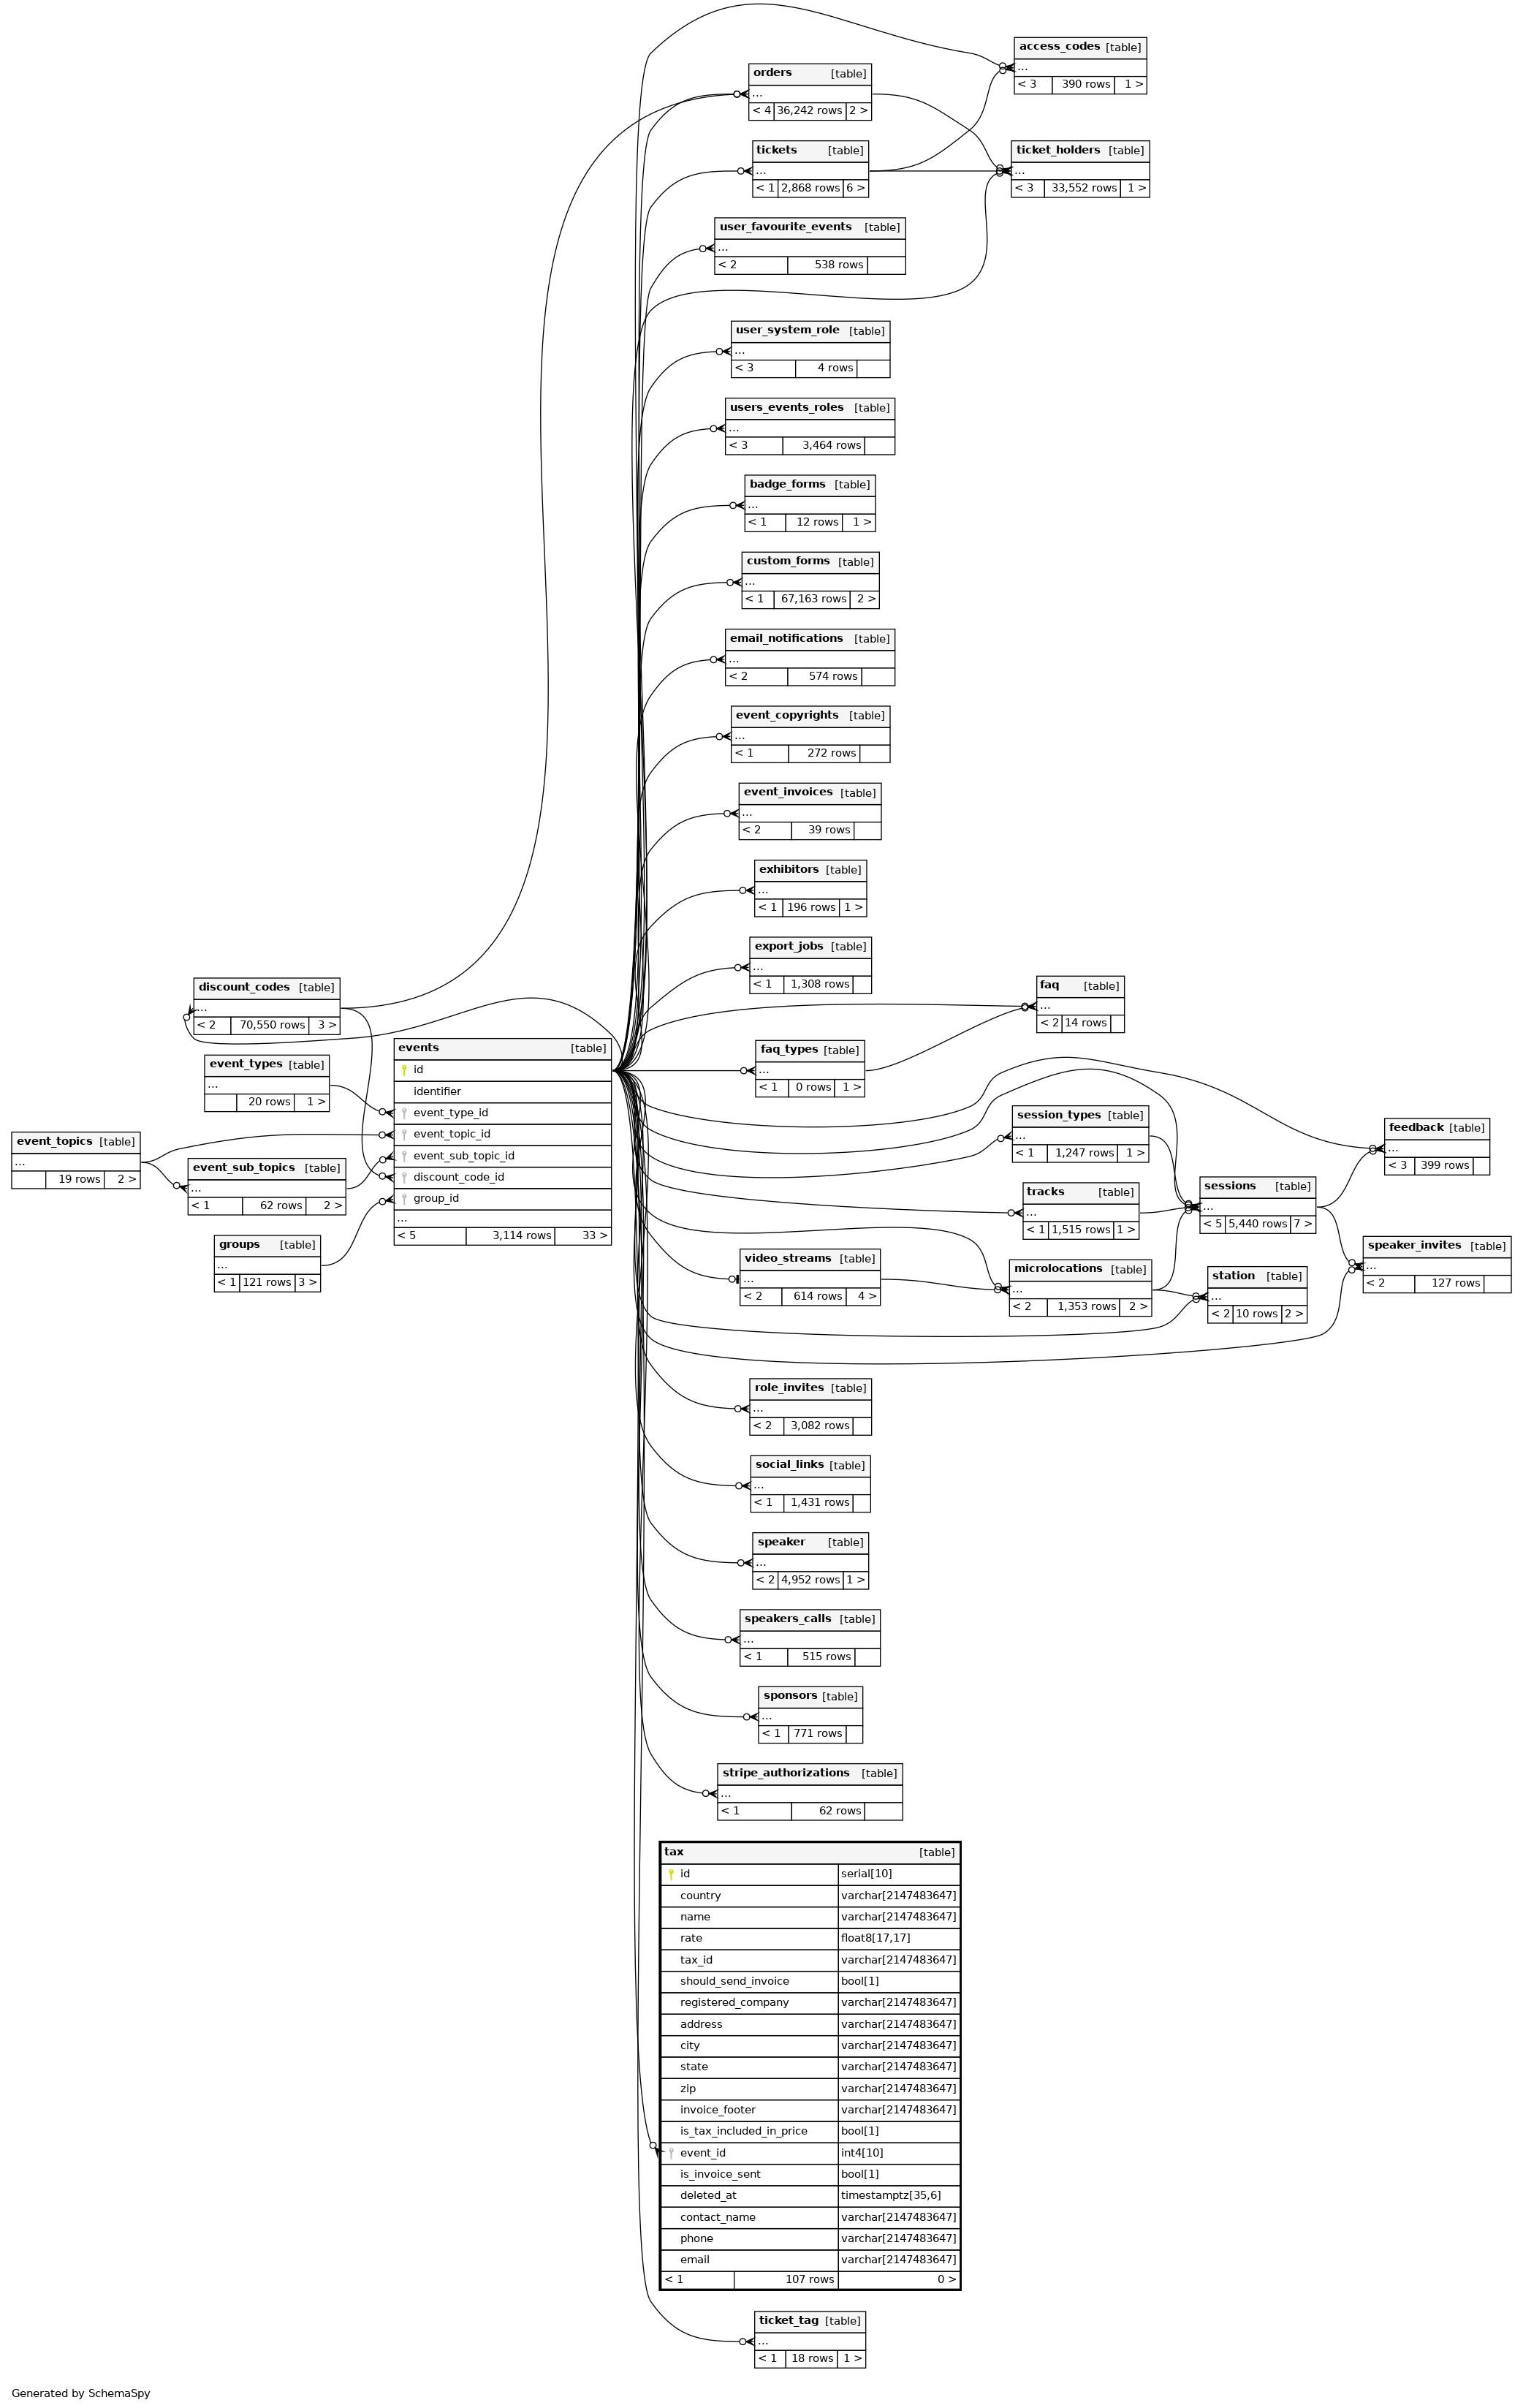 access_codes [table]
...
< 3 390 rows 1 >
orders [table]
...
< 4 36,242 rows 2 >
tickets [table]
...
< 1 2,868 rows 6 >
ticket_holders [table]
...
< 3 33,552 rows 1 >
user_favourite_events [table]
...
< 2 538 rows
user_system_role [table]
...
< 3 4 rows
users_events_roles [table]
...
< 3 3,464 rows
badge_forms [table]
...
< 1 12 rows 1 >
custom_forms [table]
...
< 1 67,163 rows 2 >
email_notifications [table]
...
< 2 574 rows
event_copyrights [table]
...
< 1 272 rows
event_invoices [table]
...
< 2 39 rows
exhibitors [table]
...
< 1 196 rows 1 >
export_jobs [table]
...
< 1 1,308 rows
faq [table]
...
< 2 14 rows
discount_codes [table]
...
< 2 70,550 rows 3 >
faq_types [table]
...
< 1 0 rows 1 >
event_types [table]
...
20 rows 1 >
events [table]
id
identifier
event_type_id
event_topic_id
event_sub_topic_id
discount_code_id
group_id
...
< 5 3,114 rows 33 >
event_topics [table]
...
19 rows 2 >
event_sub_topics [table]
...
< 1 62 rows 2 >
groups [table]
...
< 1 121 rows 3 >
session_types [table]
...
< 1 1,247 rows 1 >
feedback [table]
...
< 3 399 rows
tracks [table]
...
< 1 1,515 rows 1 >
sessions [table]
...
< 5 5,440 rows 7 >
speaker_invites [table]
...
< 2 127 rows
video_streams [table]
...
< 2 614 rows 4 >
microlocations [table]
...
< 2 1,353 rows 2 >
station [table]
...
< 2 10 rows 2 >
role_invites [table]
...
< 2 3,082 rows
social_links [table]
...
< 1 1,431 rows
speaker [table]
...
< 2 4,952 rows 1 >
speakers_calls [table]
...
< 1 515 rows
sponsors [table]
...
< 1 771 rows
stripe_authorizations [table]
...
< 1 62 rows
tax [table]
id serial[10]
country varchar[2147483647]
name varchar[2147483647]
rate float8[17,17]
tax_id varchar[2147483647]
should_send_invoice bool[1]
registered_company varchar[2147483647]
address varchar[2147483647]
city varchar[2147483647]
state varchar[2147483647]
zip varchar[2147483647]
invoice_footer varchar[2147483647]
is_tax_included_in_price bool[1]
event_id int4[10]
is_invoice_sent bool[1]
deleted_at timestamptz[35,6]
contact_name varchar[2147483647]
phone varchar[2147483647]
email varchar[2147483647]
< 1 107 rows 0 >
ticket_tag [table]
...
< 1 18 rows 1 >
Generated by SchemaSpy